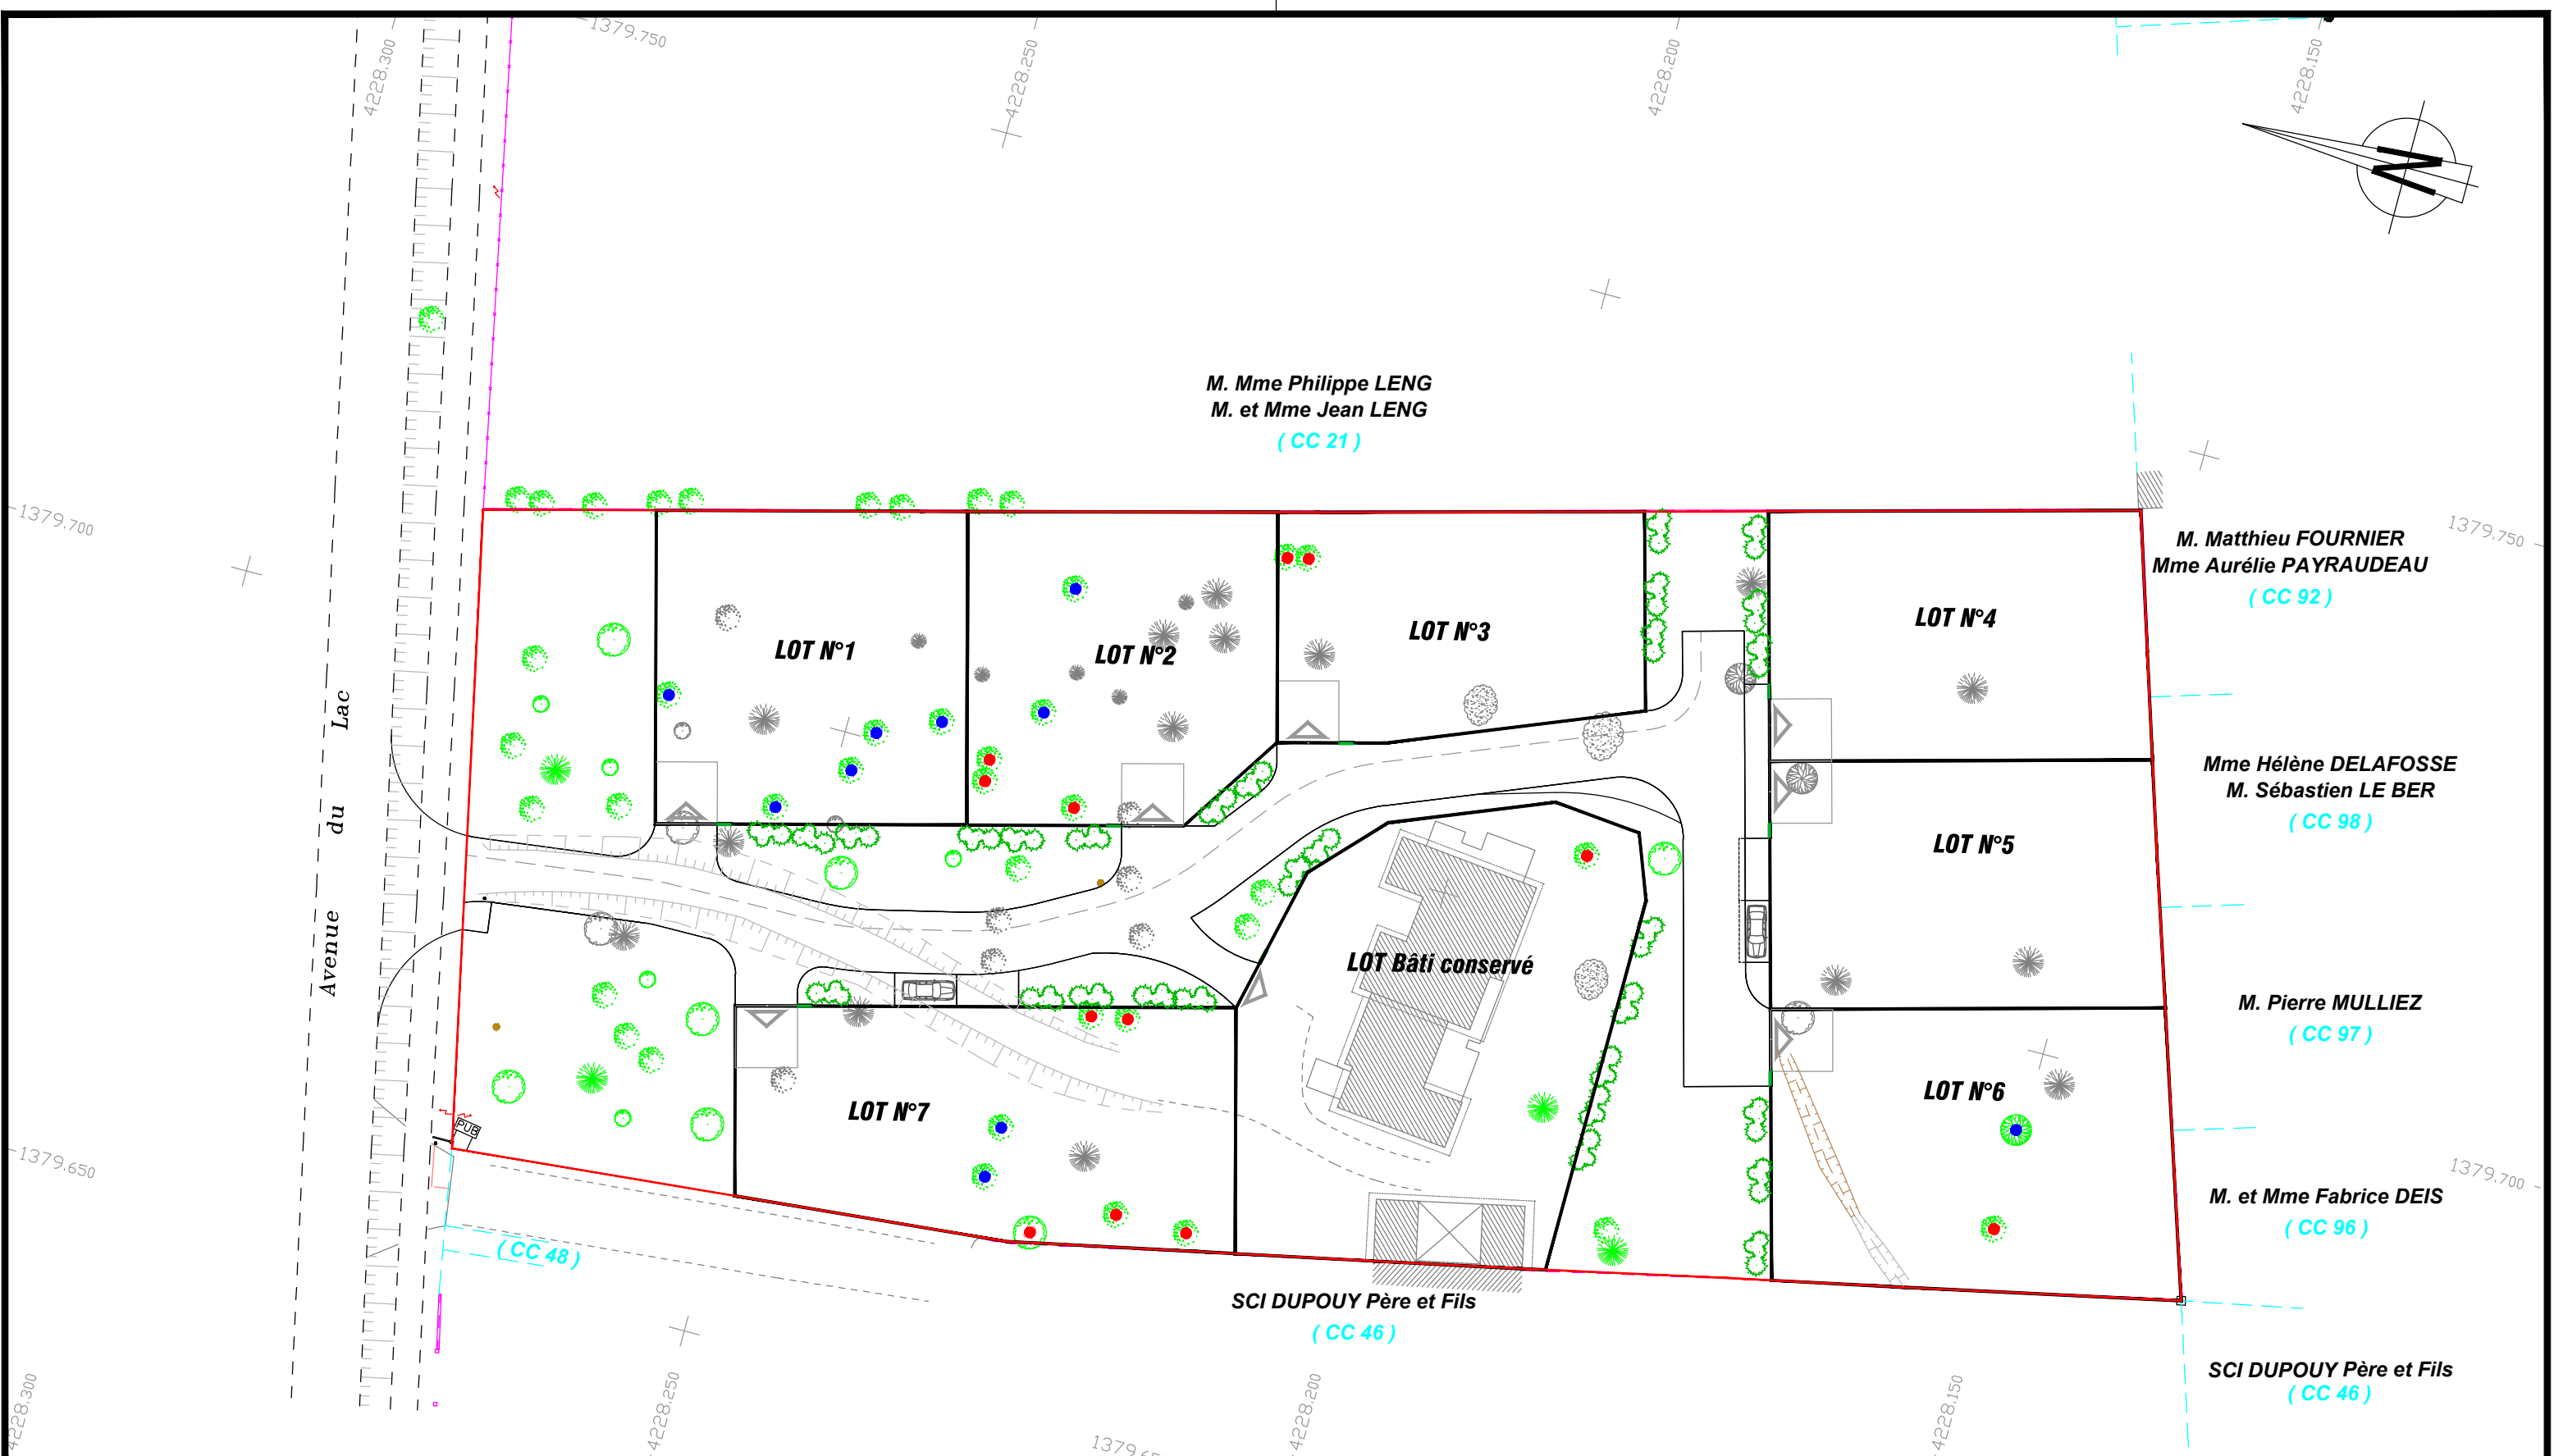 1379.750
4228.300
4228.250
4228.200
4228.150
N
M. Mme Philippe LENG
M. et Mme Jean LENG
( CC 21 )
1379.700
1379.750
M. Matthieu FOURNIER
Mme Aurélie PAYRAUDEAU
( CC 92 )
LOT N°1
LOT N°2
LOT N°3
LOT N°4
Avenue du Lac
Mme Hélène DELAFOSSE
M. Sébastien LE BER
( CC 98 )
LOT N°5
LOT Bâti conservé
M. Pierre MULLIEZ
( CC 97 )
LOT N°6
LOT N°7
PUB
1379.650
1379.700
M. et Mme Fabrice DEIS
( CC 96 )
( CC 48 )
SCI DUPOUY Père et Fils
( CC 46 )
SCI DUPOUY Père et Fils
( CC 46 )
4228.300
4228.250
4228.200
4228.150